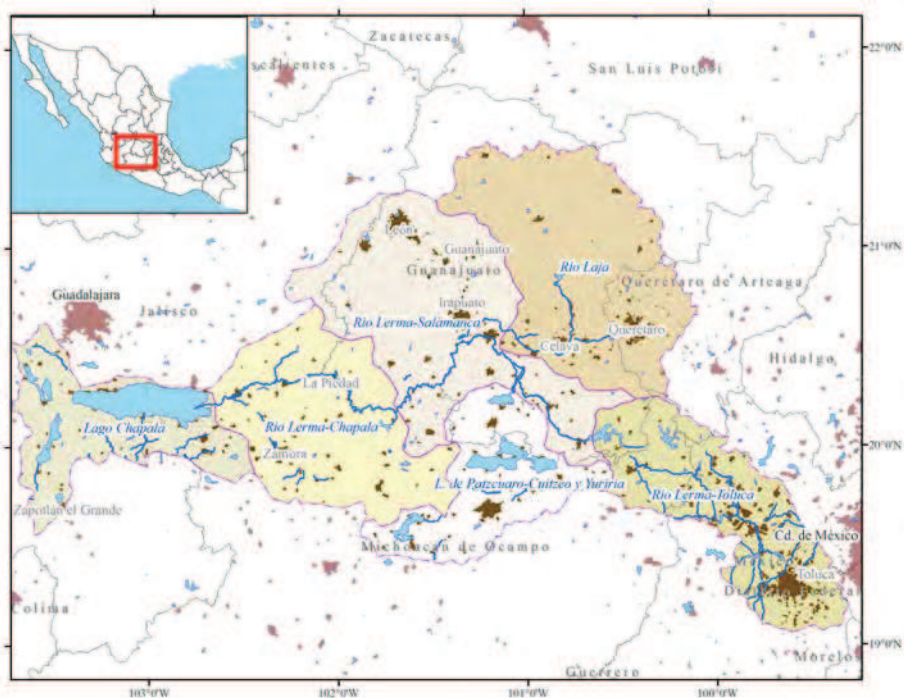 Zacatecas
22°0'N
scalientes
San Luis Potosí
21°0'N
León
Guanajuato
Guanajuato
Río Laja
Querétaro de Arteaga
Guadalajara
Jalisco
Irapuato
Río Lerma-Salamanca
Querétaro
Celaya
Hidalgo
La Piedad
Lago Chapala
Río Lerma-Chapala
20°0'N
Zamora
L. de Patzcuaro-Cuitzeo y Yuriria
Río Lerma-Toluca
Zapotlán el Grande
Cd. de México
Michoacán de Ocampo
México
Toluca
Distrito Federal
Colima
19°0'N
Morelos
Guerrero
103°0'W
102°0'W
101°0'W
100°0'W